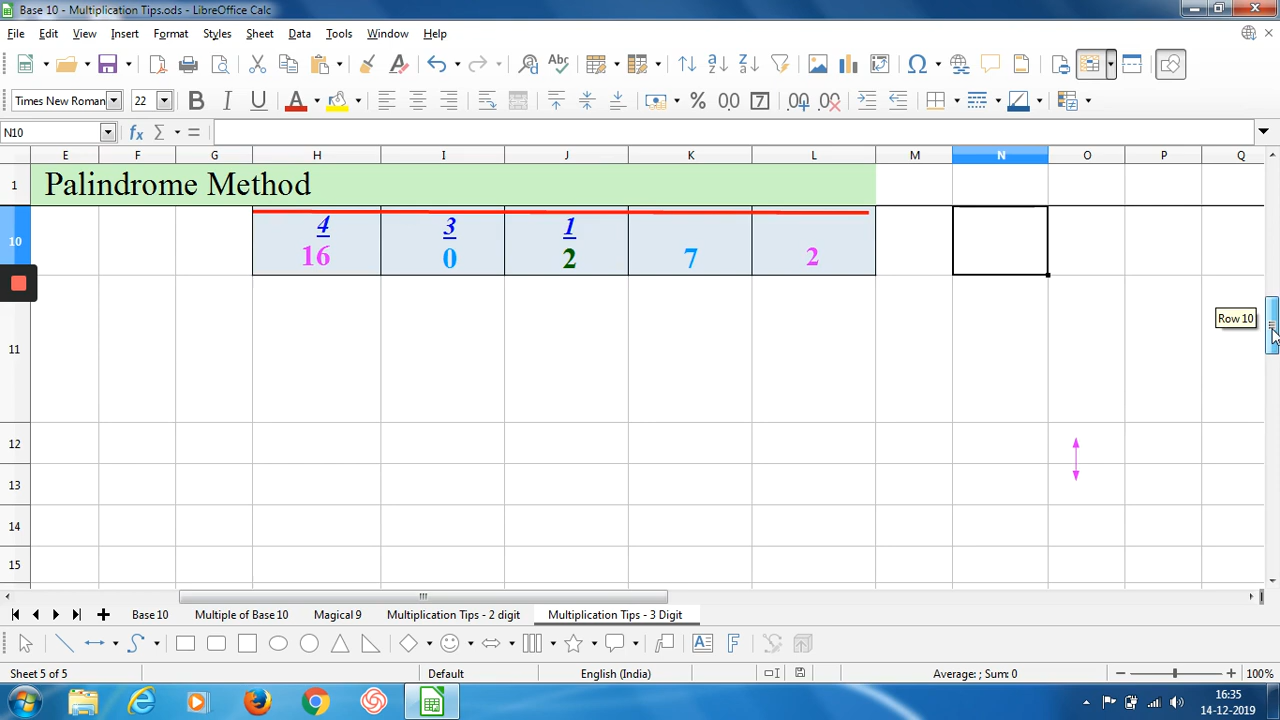 Base 10 - Multiplication Tips.ods - LibreOffice Calc
File Edit View Insert Format Styles Sheet Data Tools Window Help
Times New Roman 22
N10
E F G H I J K L M N O P Q
1 Palindrome Method
4 3 1
10 16 0 2 7 2
Row 10
11
12
13
14
15
Base 10 Multiple of Base 10 Magical 9 Multiplication Tips - 2 digit Multiplication Tips - 3 Digit
Sheet 5 of 5 Default English (India) Average: ; Sum: 0 100%
16:35
14-12-2019